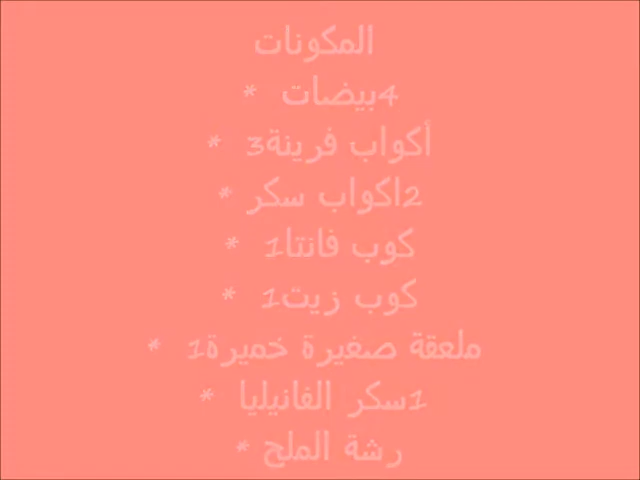 المكونات
4بيضات *
أكواب فرينة3 *
2اكواب سكر *
كوب فانتا1 *
كوب زيت1 *
ملعقة صغيرة خميرة1 *
1سكر الفانيليا *
رشة الملح *